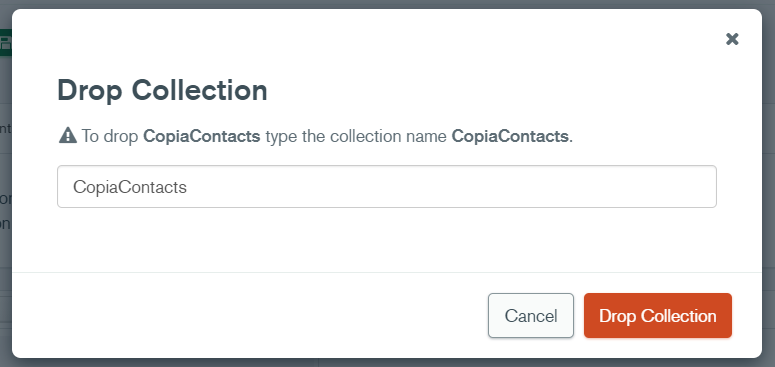 Drop Collection
To drop CopiaContacts type the collection name CopiaContacts.
CopiaContacts
Cancel
Drop Collection